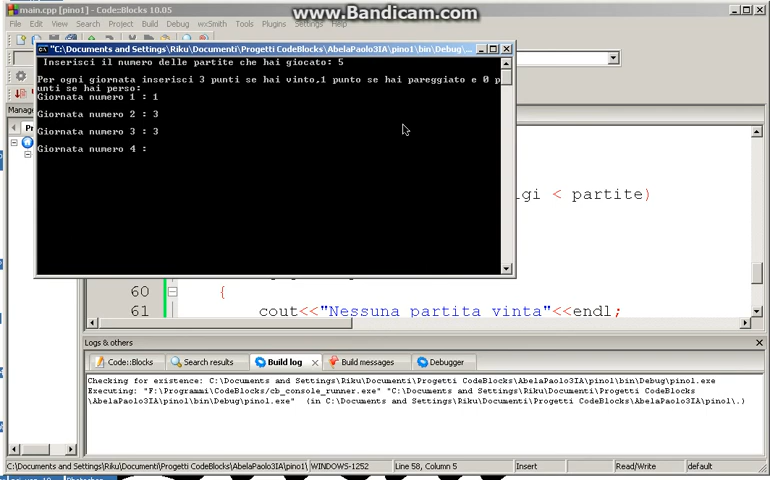 www.Bandicam.com
main.cpp [pino1] - Code::Blocks 10.05
File Edit View Search Project Build Debug wxSmith Tools Plugins Settings
"C:\Documents and Settings\Riku\Documenti\Progetti CodeBlocks\AbelaPaolo3IA\pino1\bin\Debug\...
Inserisci il numero delle partite che hai giocato: 5
Per ogni giornata inserisci 3 punti se hai vinto,1 punto se hai pareggiato e 0 p
unti se hai perso:
Giornata numero 1 : 1
Giornata numero 2 : 3
Giornata numero 3 : 3
Giornata numero 4 :
Manage
Pr
igi < partite)
60 {
61 cout<<"Nessuna partita vinta"<<endl;
Logs & others
Code::Blocks Search results Build log Build messages Debugger
Checking for existence: C:\Documents and Settings\Riku\Documenti\Progetti CodeBlocks\AbelaPaolo3IA\pino1\bin\Debug\pino1.exe
Executing: "F:\Programmi\CodeBlocks/cb_console_runner.exe" "C:\Documents and Settings\Riku\Documenti\Progetti CodeBlocks
\AbelaPaolo3IA\pino1\bin\Debug\pino1.exe" (in C:\Documents and Settings\Riku\Documenti\Progetti CodeBlocks\AbelaPaolo3IA\pino1\.)
C:\Documents and Settings\Riku\Documenti\Progetti CodeBlocks\AbelaPaolo3IA\pino1\ WINDOWS-1252 Line 58, Column 5 Insert Read/Write default